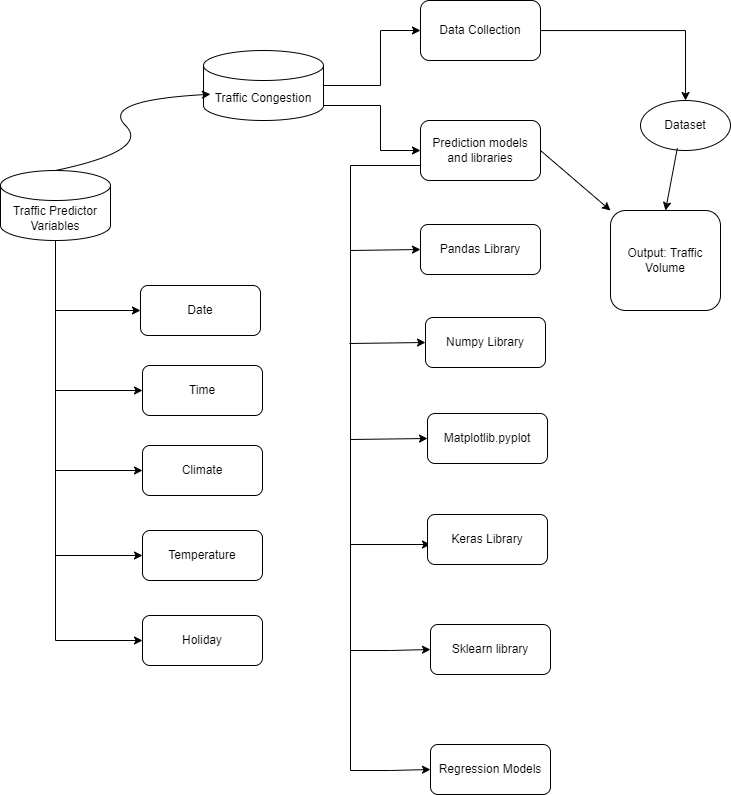 Data Collection
Traffic Congestion
Dataset
Prediction models
and libraries
Traffic Predictor
Variables
Output: Traffic
Volume
Pandas Library
Date
Numpy Library
Time
Matplotlib.pyplot
Climate
Keras Library
Temperature
Holiday
Sklearn library
Regression Models